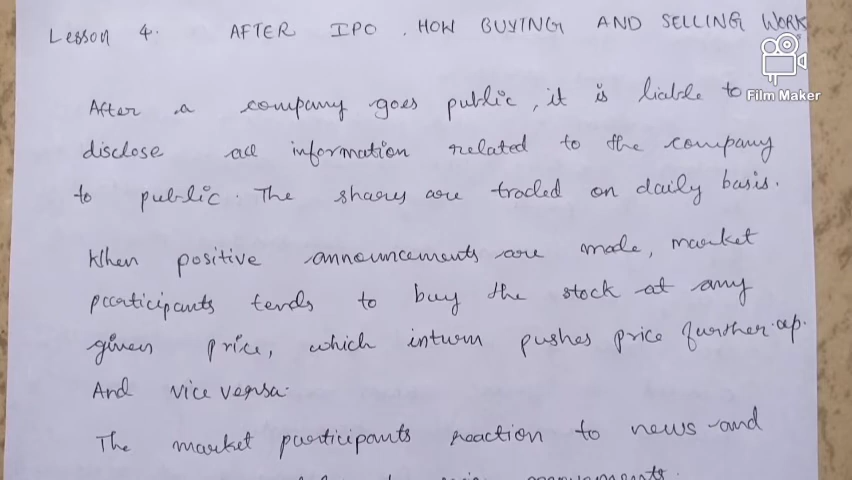 Lesson 4. AFTER IPO. HOW BUYING AND SELLING WORK
Film Maker
After a company goes public, it is liable to
disclose all information related to the company
to public. The shares are traded on daily basis.
When positive announcements are made, market
participants tends to buy the stock at any
given price, which inturn pushes price further up.
And vice versa.
The market participants reaction to news and